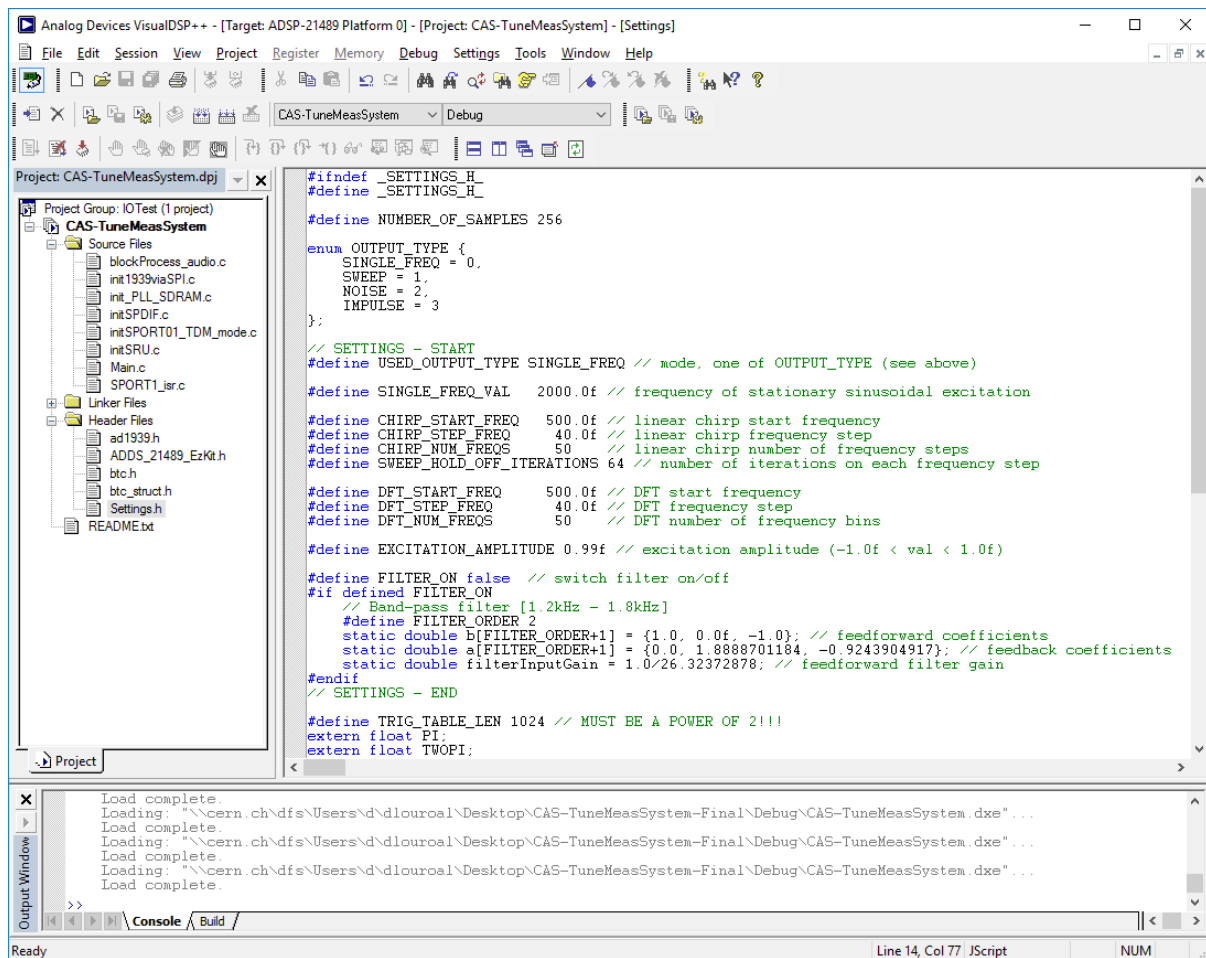 Analog Devices VisualDSP++ - [Target: ADSP-21489 Platform 0] - [Project: CAS-TuneMeasSystem] - [Settings]
File Edit Session View Project Register Memory Debug Settings Tools Window Help
CAS-TuneMeasSystem Debug
Project: CAS-TuneMeasSystem.dpj
Project Group: IOTest (1 project)
CAS-TuneMeasSystem
Source Files
blockProcess_audio.c
init1939viaSPI.c
init_PLL_SDRAM.c
initSPDIF.c
initSPORT01_TDM_mode.c
initSRU.c
Main.c
SPORT1_isr.c
Linker Files
Header Files
ad1939.h
ADDS_21489_EzKit.h
btc.h
btc_struct.h
Settings.h
README.txt
Project
#ifndef _SETTINGS_H_
#define _SETTINGS_H_
#define NUMBER_OF_SAMPLES 256
enum OUTPUT_TYPE {
SINGLE_FREQ = 0,
SWEEP = 1,
NOISE = 2,
IMPULSE = 3
};
// SETTINGS - START
#define USED_OUTPUT_TYPE SINGLE_FREQ // mode, one of OUTPUT_TYPE (see above)
#define SINGLE_FREQ_VAL 2000.0f // frequency of stationary sinusoidal excitation
#define CHIRP_START_FREQ 500.0f // linear chirp start frequency
#define CHIRP_STEP_FREQ 40.0f // linear chirp frequency step
#define CHIRP_NUM_FREQS 50 // linear chirp number of frequency steps
#define SWEEP_HOLD_OFF_ITERATIONS 64 // number of iterations on each frequency step
#define DFT_START_FREQ 500.0f // DFT start frequency
#define DFT_STEP_FREQ 40.0f // DFT frequency step
#define DFT_NUM_FREQS 50 // DFT number of frequency bins
#define EXCITATION_AMPLITUDE 0.99f // excitation amplitude (-1.0f < val < 1.0f)
#define FILTER_ON false // switch filter on/off
#if defined FILTER_ON
// Band-pass filter [1.2kHz - 1.8kHz]
#define FILTER_ORDER 2
static double b[FILTER_ORDER+1] = {1.0, 0.0f, -1.0}; // feedforward coefficients
static double a[FILTER_ORDER+1] = {0.0, 1.8888701184, -0.9243904917}; // feedback coefficients
static double filterInputGain = 1.0/26.32372878; // feedforward filter gain
#endif
// SETTINGS - END
#define TRIG_TABLE_LEN 1024 // MUST BE A POWER OF 2!!!
extern float PI;
extern float TWOPI;
Output Window
Load complete.
Loading: "\\cern.ch\dfs\Users\d\dlouroal\Desktop\CAS-TuneMeasSystem-Final\Debug\CAS-TuneMeasSystem.dxe"...
Load complete.
Loading: "\\cern.ch\dfs\Users\d\dlouroal\Desktop\CAS-TuneMeasSystem-Final\Debug\CAS-TuneMeasSystem.dxe"...
Load complete.
Loading: "\\cern.ch\dfs\Users\d\dlouroal\Desktop\CAS-TuneMeasSystem-Final\Debug\CAS-TuneMeasSystem.dxe"...
Load complete.
>>
Console Build
Ready Line 14, Col 77 JScript NUM